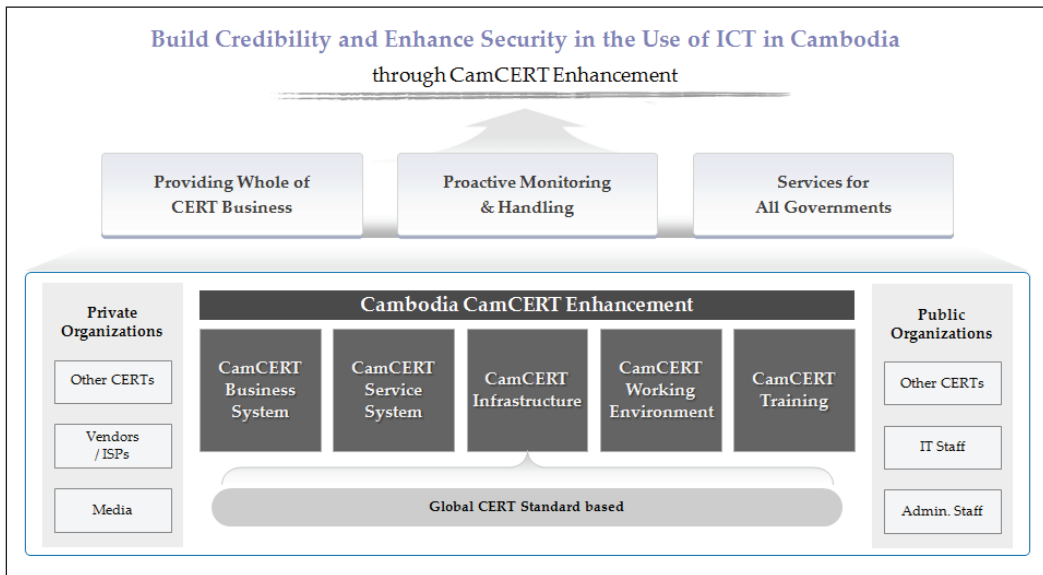 Build Credibility and Enhance Security in the Use of ICT in Cambodia
through CamCERT Enhancement
Providing Whole of
CERT Business
Proactive Monitoring
& Handling
Services for
All Governments
Private
Organizations
Other CERTs
Vendors
/ ISPs
Media
Cambodia CamCERT Enhancement
CamCERT
Business
System
CamCERT
Service
System
CamCERT
Infrastructure
CamCERT
Working
Environment
CamCERT
Training
Global CERT Standard based
Public
Organizations
Other CERTs
IT Staff
Admin. Staff